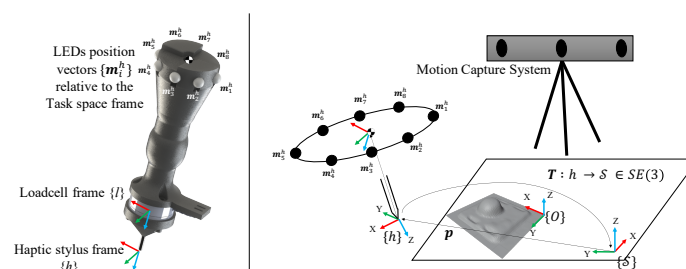 LEDs position
vectors {m_i^h}
relative to the
Task space frame
m_5^h
m_6^h
m_7^h
m_8^h
m_4^h
m_3^h
m_2^h
m_1^h
Loadcell frame {l}
Haptic stylus frame
{h}
Motion Capture System
m_7^h
m_8^h
m_1^h
m_6^h
m_2^h
m_5^h
m_4^h
m_3^h
T : h → S ∈ SE(3)
Y
X
{h}
Z
p
X
Z
{O}
Y
Z
X
Y
{S}